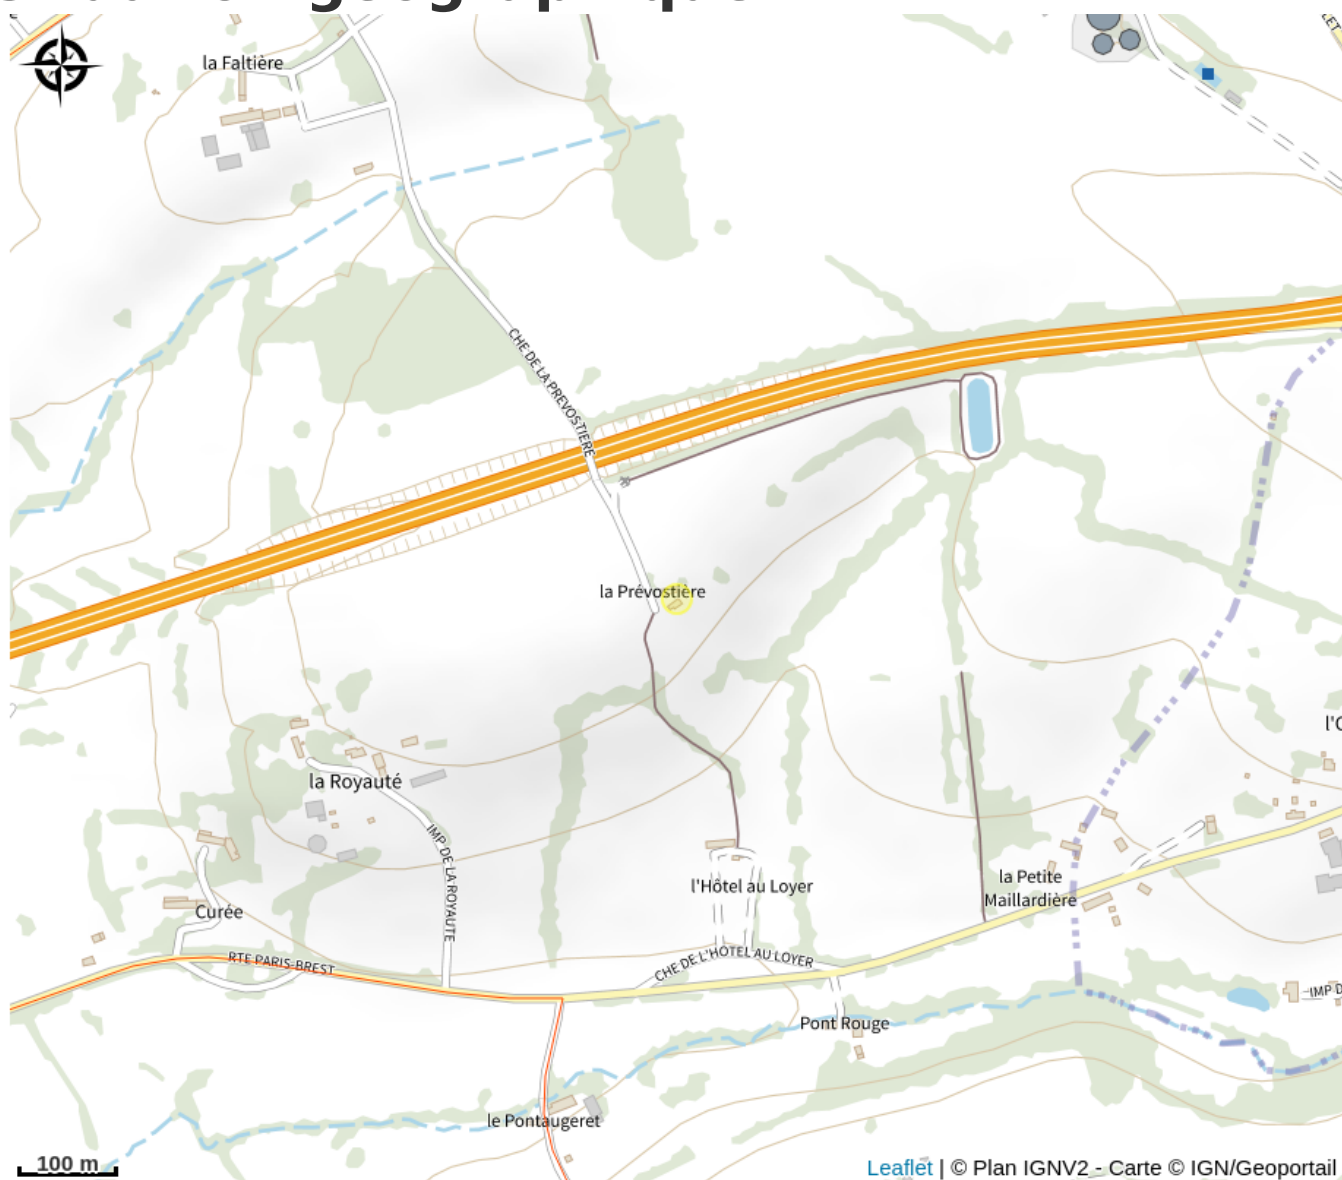 la Faltière
CHE DE LA PREVOSTIERE
la Prévostière
la Royauté
IMP DE LA ROYAUTE
Curée
RTE PARIS-BREST
l'Hôtel au Loyer
CHE DE L'HOTEL AU LOYER
la Petite
Maillardière
Pont Rouge
IMP D
le Pontaugeret
100 m
Leaflet | © Plan IGNV2 - Carte © IGN/Geoportail